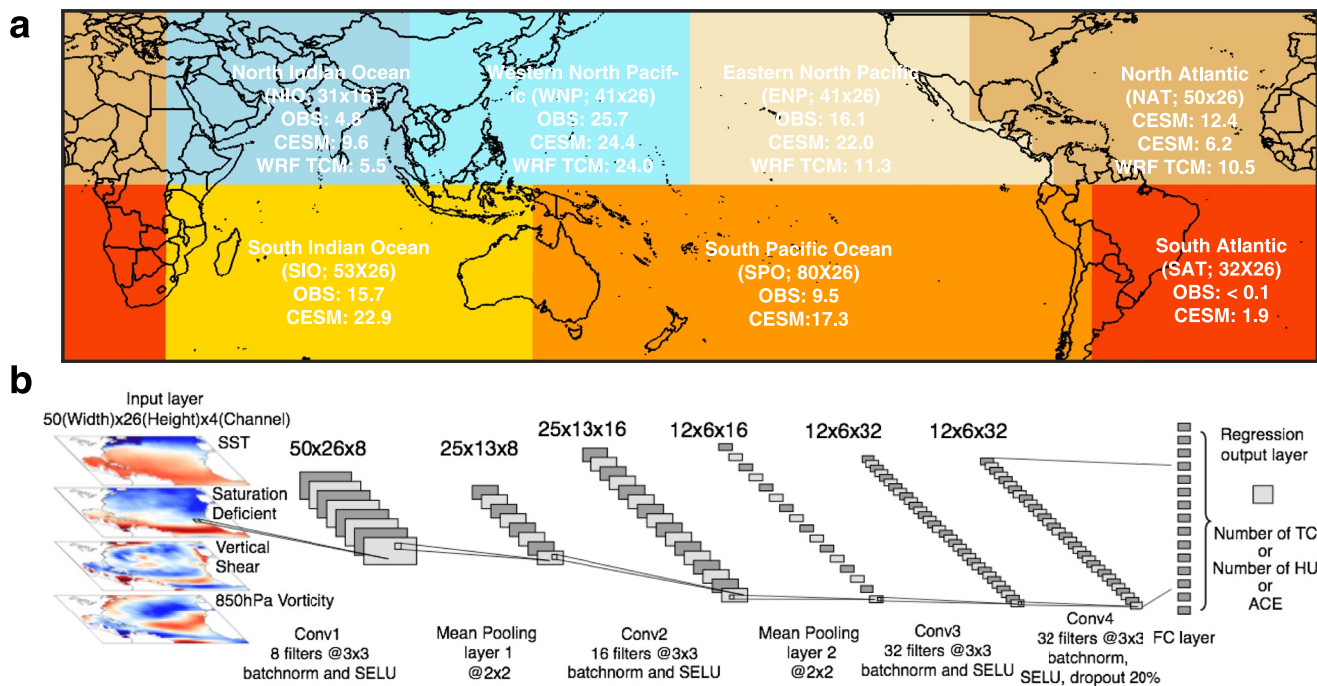 a
North Indian Ocean
(NIO; 31x16)
OBS: 4.8
CESM: 9.6
WRF TCM: 5.5
Western North Pacif-
ic (WNP; 41x26)
OBS: 25.7
CESM: 24.4
WRF TCM: 24.0
Eastern North Pacific
(ENP; 41x26)
OBS: 16.1
CESM: 22.0
WRF TCM: 11.3
North Atlantic
(NAT; 50x26)
CESM: 12.4
CESM: 6.2
WRF TCM: 10.5
South Indian Ocean
(SIO; 53X26)
OBS: 15.7
CESM: 22.9
South Pacific Ocean
(SPO; 80X26)
OBS: 9.5
CESM:17.3
South Atlantic
(SAT; 32X26)
OBS: < 0.1
CESM: 1.9
b
Input layer
50(Width)x26(Height)x4(Channel)
SST
Saturation
Deficient
Vertical
Shear
850hPa Vorticity
50x26x8
25x13x8
25x13x16
12x6x16
12x6x32
12x6x32
Conv1
8 filters @3x3
batchnorm and SELU
Mean Pooling
layer 1
@2x2
Conv2
16 filters @3x3
batchnorm and SELU
Mean Pooling
layer 2
@2x2
Conv3
32 filters @3x3
batchnorm and SELU
Conv4
32 filters @3x3
batchnorm,
SELU, dropout 20%
FC layer
Regression
output layer
Number of TC
or
Number of HU
or
ACE